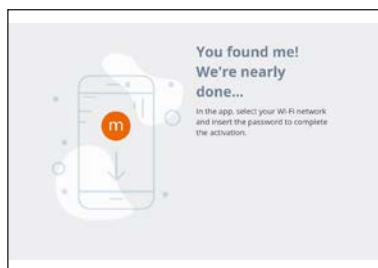 You found me!
We're nearly
done...
In the app, select your Wi-Fi network
and insert the password to complete
the activation.
m